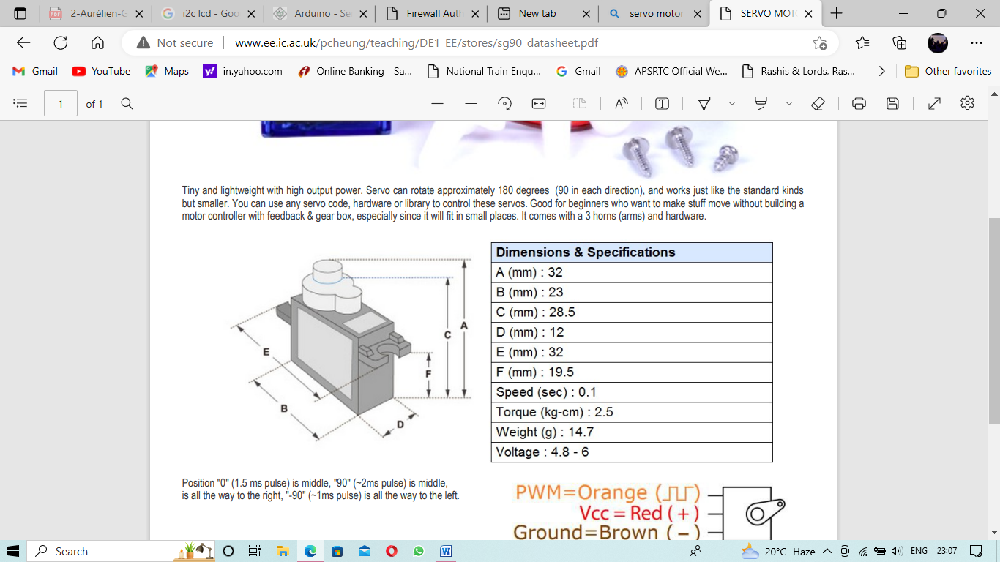 2-Aurélien-G
i2c lcd - Goo
Arduino - Se
Firewall Auth
New tab
servo motor
SERVO MOTO
Not secure
www.ee.ic.ac.uk/pcheung/teaching/DE1_EE/stores/sg90_datasheet.pdf
Gmail
YouTube
Maps
in.yahoo.com
Online Banking - Sa...
National Train Enqu...
Gmail
APSRTC Official We...
Rashis & Lords, Ras...
Other favorites
1 of 1
Tiny and lightweight with high output power. Servo can rotate approximately 180 degrees (90 in each direction), and works just like the standard kinds
but smaller. You can use any servo code, hardware or library to control these servos. Good for beginners who want to make stuff move without building a
motor controller with feedback & gear box, especially since it will fit in small places. It comes with a 3 horns (arms) and hardware.
A
C
E
F
B
D
Dimensions & Specifications
A (mm) : 32
B (mm) : 23
C (mm) : 28.5
D (mm) : 12
E (mm) : 32
F (mm) : 19.5
Speed (sec) : 0.1
Torque (kg-cm) : 2.5
Weight (g) : 14.7
Voltage : 4.8 - 6
Position "0" (1.5 ms pulse) is middle, "90" (~2ms pulse) is middle,
is all the way to the right, "-90" (~1ms pulse) is all the way to the left.
PWM=Orange (⎍⎍)
Vcc = Red ( + )
Ground=Brown ( − )
Search
20°C Haze
ENG
23:07